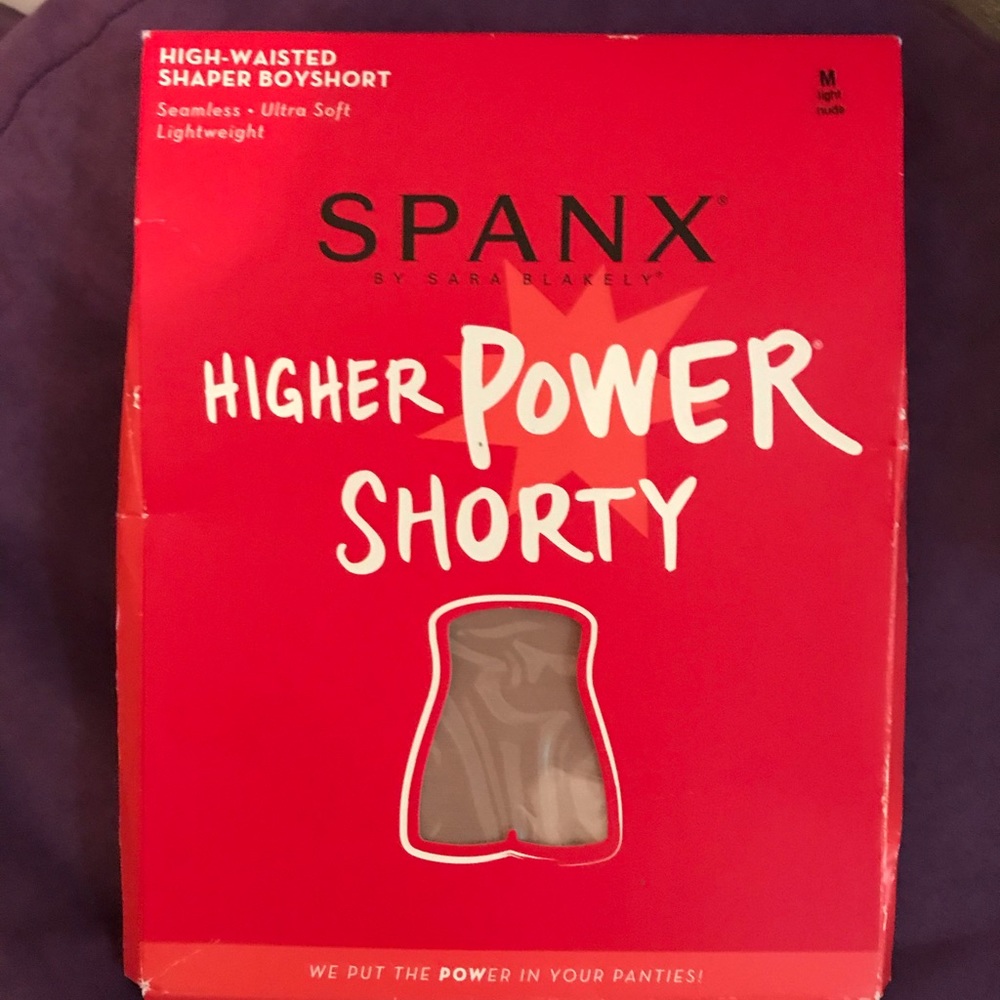 HIGH-WAISTED
SHAPER BOYSHORT
Seamless • Ultra Soft
Lightweight
M
light
nude
SPANX®
BY SARA BLAKELY®
HIGHER POWER®
SHORTY
WE PUT THE POWER IN YOUR PANTIES!